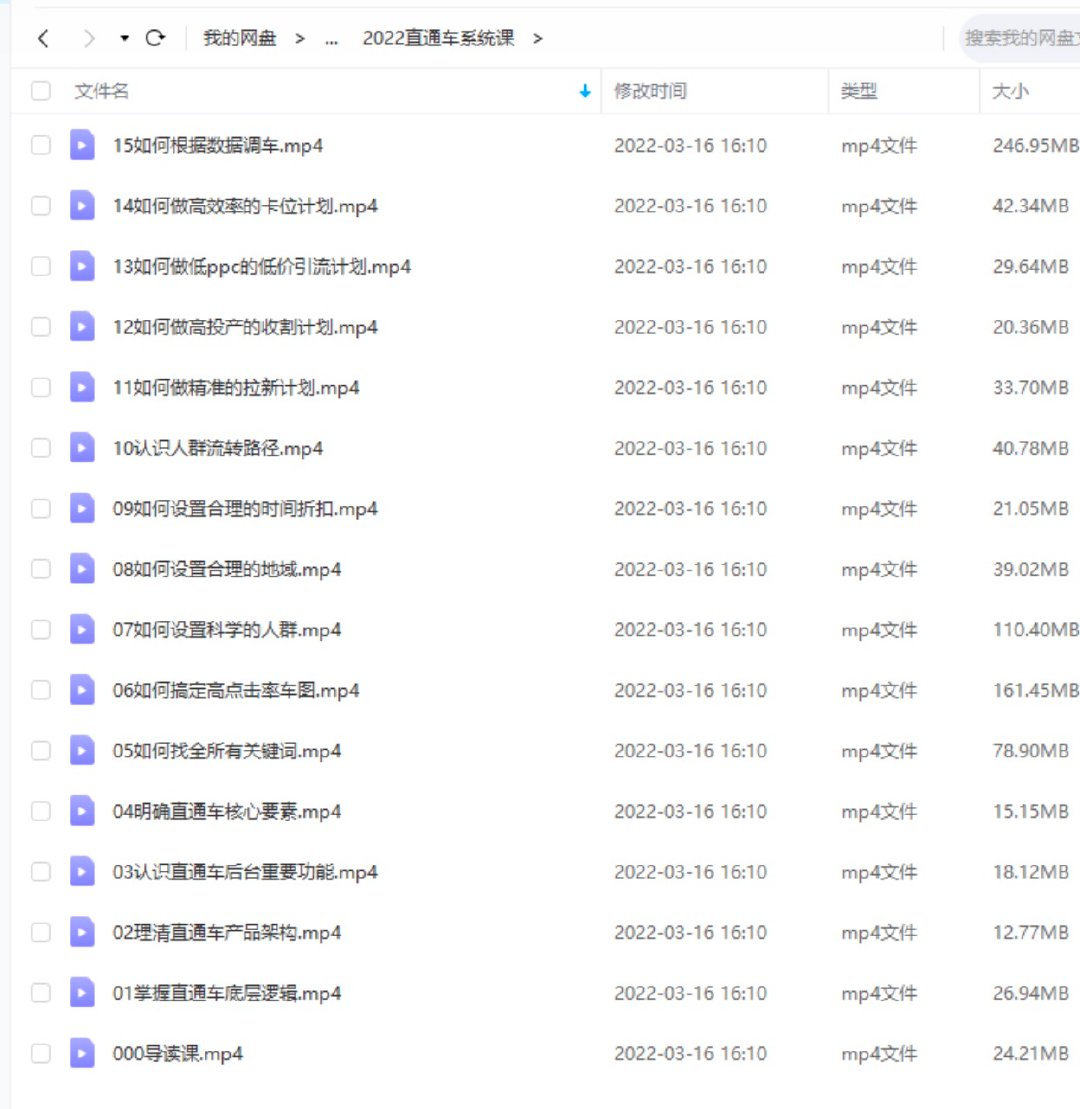 我的网盘 > ... 2022直通车系统课 > 搜索我的网盘
文件名 修改时间 类型 大小
15如何根据数据调车.mp4 2022-03-16 16:10 mp4文件 246.95MB
14如何做高效率的卡位计划.mp4 2022-03-16 16:10 mp4文件 42.34MB
13如何做低ppc的低价引流计划.mp4 2022-03-16 16:10 mp4文件 29.64MB
12如何做高投产的收割计划.mp4 2022-03-16 16:10 mp4文件 20.36MB
11如何做精准的拉新计划.mp4 2022-03-16 16:10 mp4文件 33.70MB
10认识人群流转路径.mp4 2022-03-16 16:10 mp4文件 40.78MB
09如何设置合理的时间折扣.mp4 2022-03-16 16:10 mp4文件 21.05MB
08如何设置合理的地域.mp4 2022-03-16 16:10 mp4文件 39.02MB
07如何设置科学的人群.mp4 2022-03-16 16:10 mp4文件 110.40MB
06如何搞定高点击率车图.mp4 2022-03-16 16:10 mp4文件 161.45MB
05如何找全所有关键词.mp4 2022-03-16 16:10 mp4文件 78.90MB
04明确直通车核心要素.mp4 2022-03-16 16:10 mp4文件 15.15MB
03认识直通车后台重要功能.mp4 2022-03-16 16:10 mp4文件 18.12MB
02理清直通车产品架构.mp4 2022-03-16 16:10 mp4文件 12.77MB
01掌握直通车底层逻辑.mp4 2022-03-16 16:10 mp4文件 26.94MB
000导读课.mp4 2022-03-16 16:10 mp4文件 24.21MB